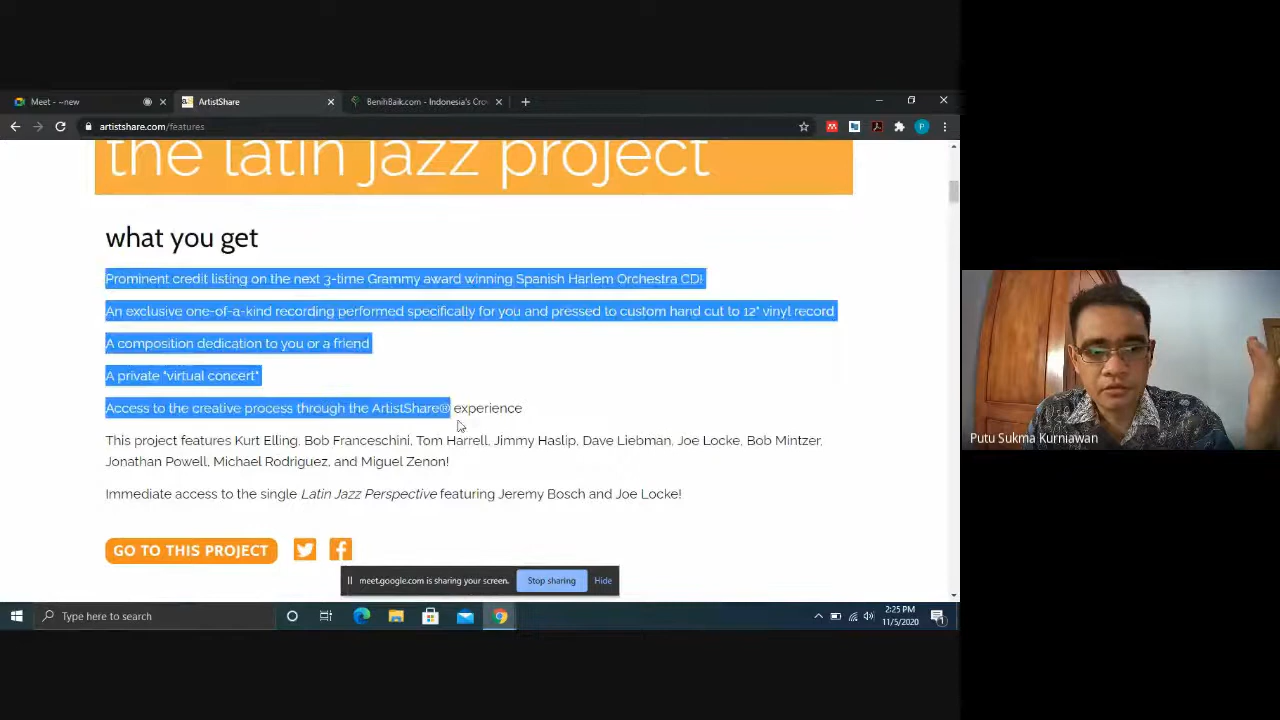 Meet - ~new
ArtistShare
BenihBaik.com - Indonesia's Cro
artistshare.com/features
the latin jazz project
what you get
Prominent credit listing on the next 3-time Grammy award winning Spanish Harlem Orchestra CD!
An exclusive one-of-a-kind recording performed specifically for you and pressed to custom hand cut to 12" vinyl record
A composition dedication to you or a friend
A private "virtual concert"
Access to the creative process through the ArtistShare® experience
This project features Kurt Elling, Bob Franceschini, Tom Harrell, Jimmy Haslip, Dave Liebman, Joe Locke, Bob Mintzer,
Jonathan Powell, Michael Rodriguez, and Miguel Zenon!
Immediate access to the single Latin Jazz Perspective featuring Jeremy Bosch and Joe Locke!
GO TO THIS PROJECT
meet.google.com is sharing your screen.
Stop sharing
Hide
Type here to search
2:25 PM
11/5/2020
Putu Sukma Kurniawan